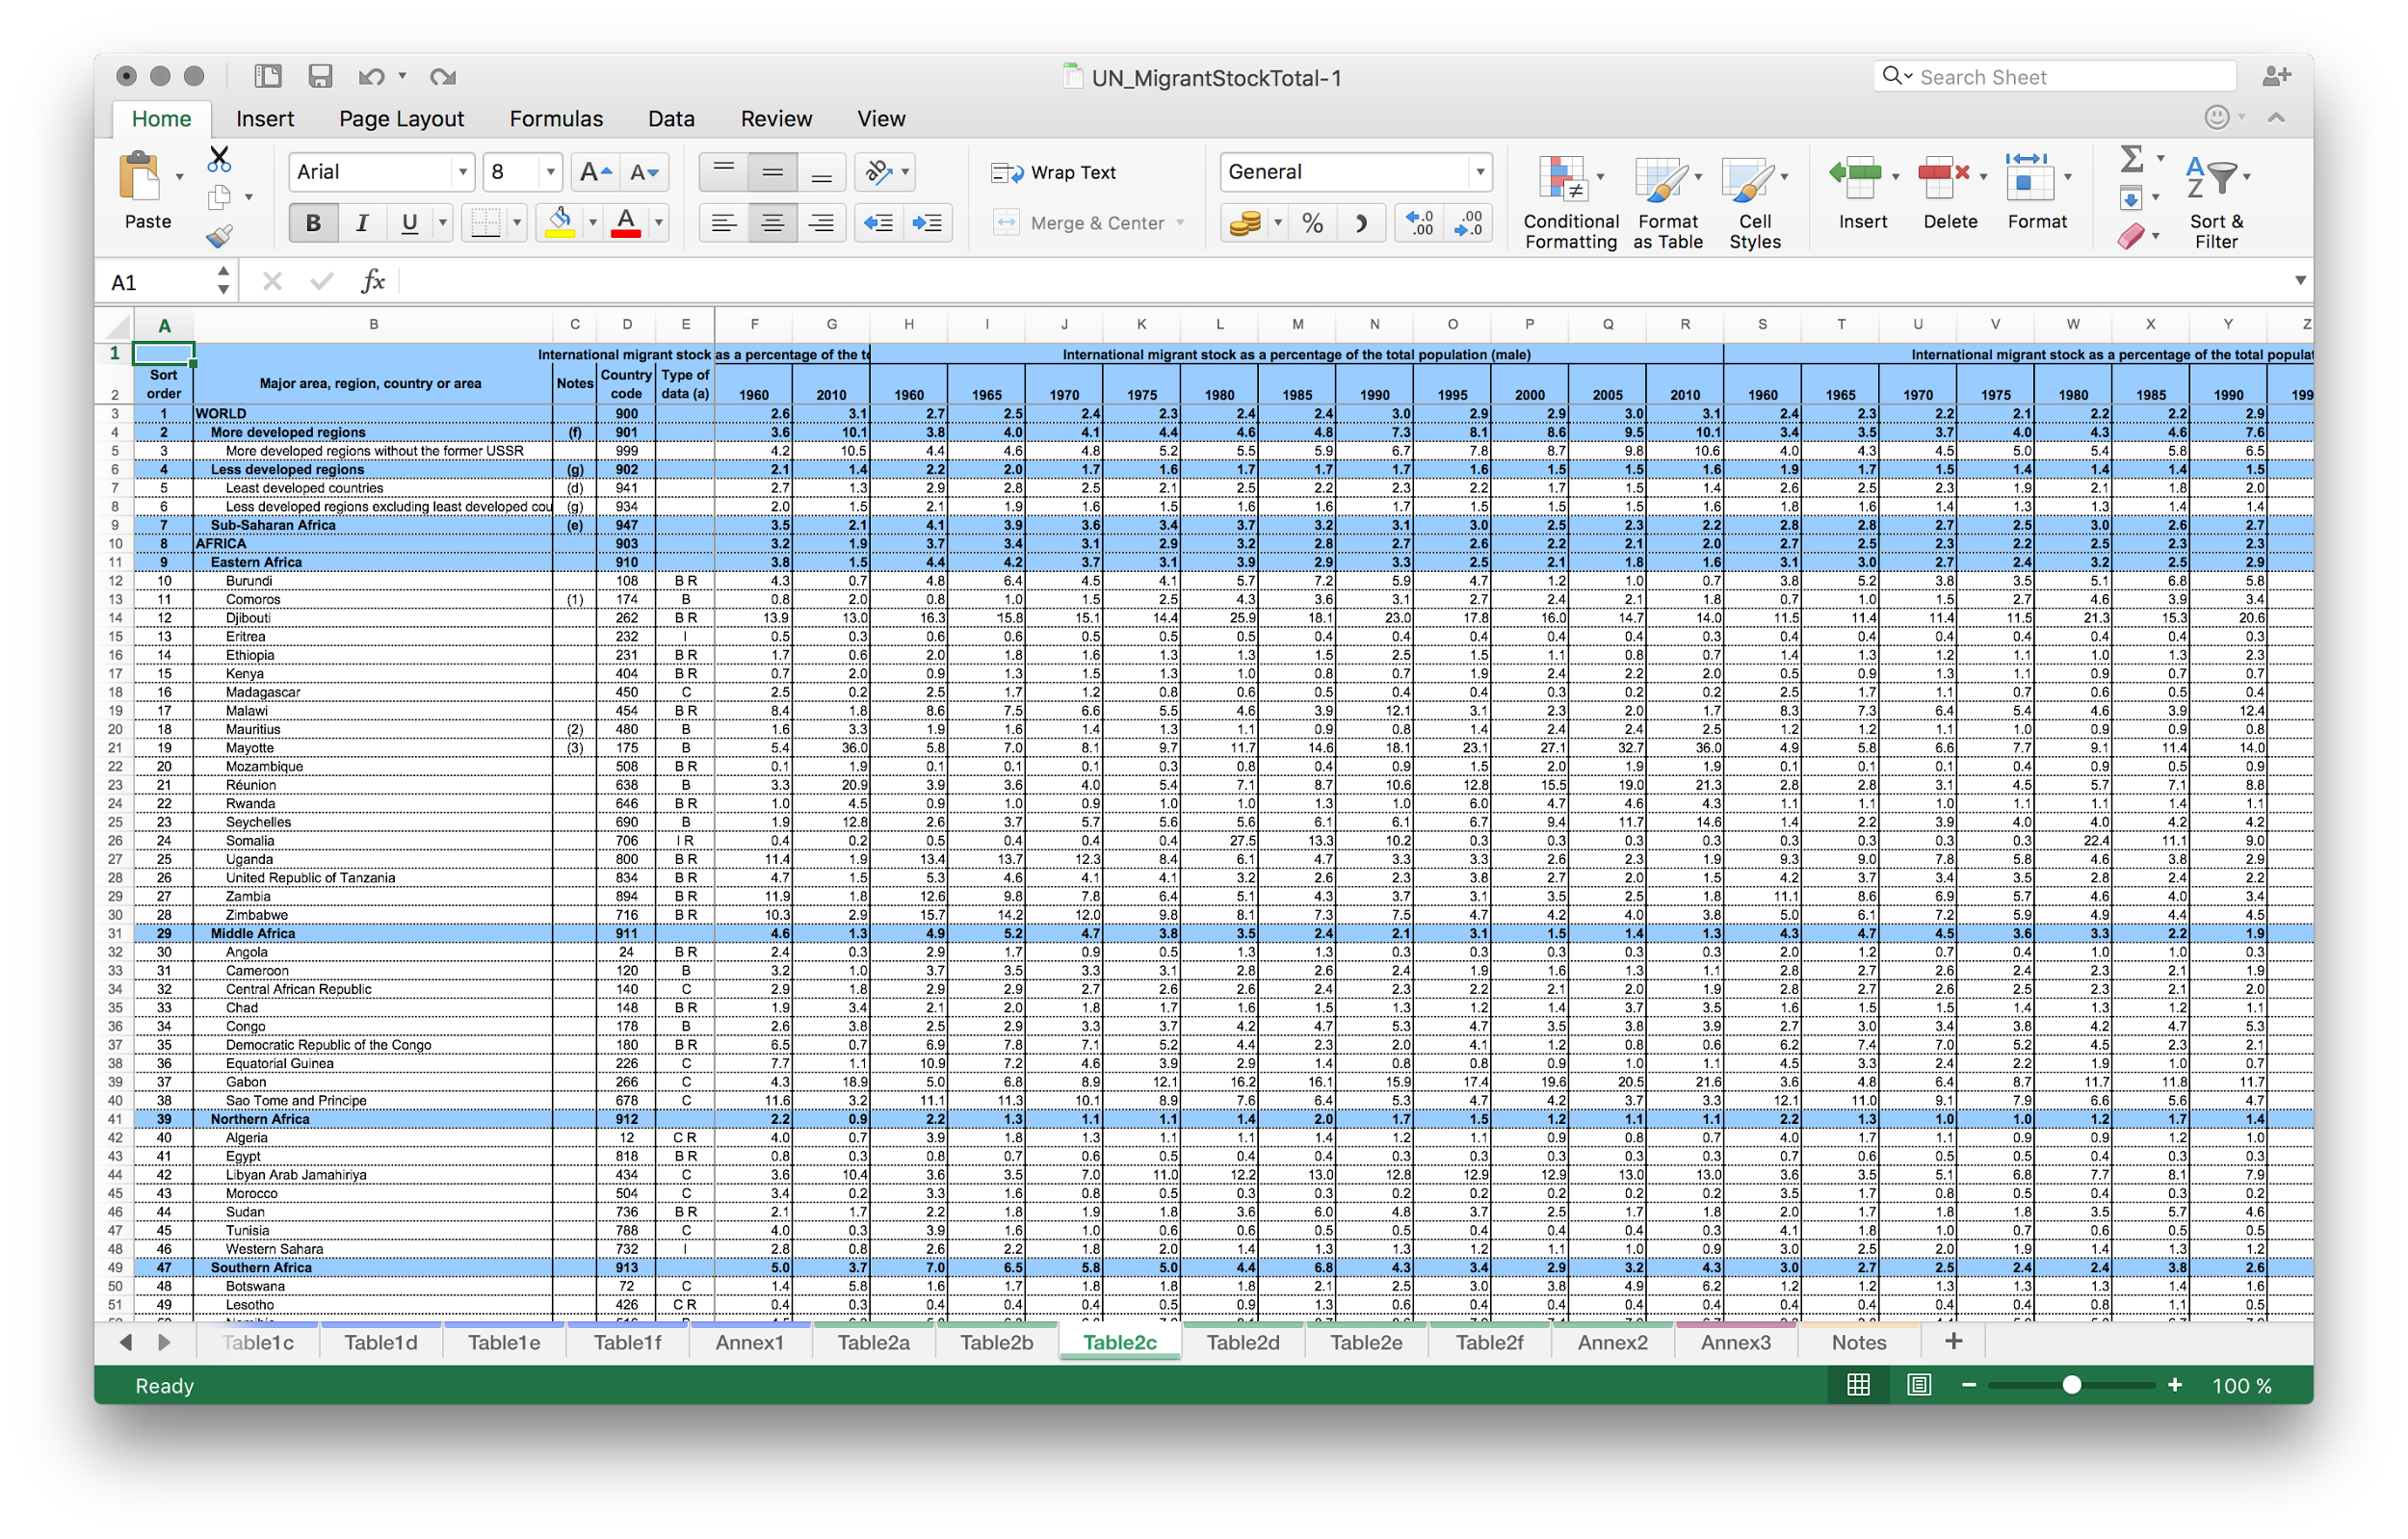 UN_MigrantStockTotal-1
Search Sheet
Home Insert Page Layout Formulas Data Review View
Paste
Arial 8
Wrap Text
Merge & Center
General
Conditional Formatting
Format as Table
Cell Styles
Insert
Delete
Format
Sort & Filter
A1 fx
A B C D E F G H I J K L M N O P Q R S T U V W X Y Z
1 International migrant stock as a percentage of the to International migrant stock as a percentage of the total population (male) International migrant stock as a percentage of the total populat
2 Sort order Major area, region, country or area Notes Country code Type of data (a) 1960 2010 1960 1965 1970 1975 1980 1985 1990 1995 2000 2005 2010 1960 1965 1970 1975 1980 1985 1990 199
3 1 WORLD 900 2.6 3.1 2.7 2.5 2.4 2.3 2.4 2.4 3.0 2.9 2.9 3.0 3.1 2.4 2.3 2.2 2.1 2.2 2.2 2.9
4 2 More developed regions (f) 901 3.6 10.1 3.8 4.0 4.1 4.4 4.6 4.8 7.3 8.1 8.6 9.5 10.1 3.4 3.5 3.7 4.0 4.3 4.6 7.6
5 3 More developed regions without the former USSR 999 4.2 10.5 4.4 4.6 4.8 5.2 5.5 5.9 6.7 7.8 8.7 9.8 10.6 4.0 4.3 4.5 5.0 5.4 5.8 6.5
6 4 Less developed regions (g) 902 2.1 1.4 2.2 2.0 1.7 1.6 1.7 1.7 1.7 1.6 1.5 1.5 1.6 1.9 1.7 1.5 1.4 1.4 1.4 1.5
7 5 Least developed countries (d) 941 2.7 1.3 2.9 2.8 2.5 2.1 2.5 2.2 2.3 2.2 1.7 1.5 1.4 2.6 2.5 2.3 1.9 2.1 1.8 2.0
8 6 Less developed regions excluding least developed cou (g) 934 2.0 1.5 2.1 1.9 1.6 1.5 1.6 1.6 1.7 1.5 1.5 1.5 1.6 1.8 1.6 1.4 1.3 1.3 1.4 1.4
9 7 Sub-Saharan Africa (e) 947 3.5 2.1 4.1 3.9 3.6 3.4 3.7 3.2 3.1 3.0 2.5 2.3 2.2 2.8 2.8 2.7 2.5 3.0 2.6 2.7
10 8 AFRICA 903 3.2 1.9 3.7 3.4 3.1 2.9 3.2 2.8 2.7 2.6 2.2 2.1 2.0 2.7 2.5 2.3 2.2 2.5 2.3 2.3
11 9 Eastern Africa 910 3.8 1.5 4.4 4.2 3.7 3.1 3.9 2.9 3.3 2.5 2.1 1.8 1.6 3.1 3.0 2.7 2.4 3.2 2.5 2.9
12 10 Burundi 108 B R 4.3 0.7 4.8 6.4 4.5 4.1 5.7 7.2 5.9 4.7 1.2 1.0 0.7 3.8 5.2 3.8 3.5 5.1 6.8 5.8
13 11 Comoros (1) 174 B 0.8 2.0 0.8 1.0 1.5 2.5 4.3 3.6 3.1 2.7 2.4 2.1 1.8 0.7 1.0 1.5 2.7 4.6 3.9 3.4
14 12 Djibouti 262 B R 13.9 13.0 16.3 15.8 15.1 14.4 25.9 18.1 23.0 17.8 16.0 14.7 14.0 11.5 11.4 11.4 11.5 21.3 15.3 20.6
15 13 Eritrea 232 I 0.5 0.3 0.6 0.6 0.5 0.5 0.5 0.4 0.4 0.4 0.4 0.4 0.3 0.4 0.4 0.4 0.4 0.4 0.4 0.3
16 14 Ethiopia 231 B R 1.7 0.6 2.0 1.8 1.6 1.3 1.3 1.5 2.5 1.5 1.1 0.8 0.7 1.4 1.3 1.2 1.1 1.0 1.3 2.3
17 15 Kenya 404 B R 0.7 2.0 0.9 1.3 1.5 1.3 1.0 0.8 0.7 1.9 2.4 2.2 2.0 0.5 0.9 1.3 1.1 0.9 0.7 0.7
18 16 Madagascar 450 C 2.5 0.2 2.5 1.7 1.2 0.8 0.6 0.5 0.4 0.4 0.3 0.2 0.2 2.5 1.7 1.1 0.7 0.6 0.5 0.4
19 17 Malawi 454 B R 8.4 1.8 8.6 7.5 6.6 5.5 4.6 3.9 12.1 3.1 2.3 2.0 1.7 8.3 7.3 6.4 5.4 4.6 3.9 12.4
20 18 Mauritius (2) 480 B 1.6 3.3 1.9 1.6 1.4 1.3 1.1 0.9 0.8 1.4 2.4 2.4 2.5 1.2 1.2 1.1 1.0 0.9 0.9 0.8
21 19 Mayotte (3) 175 B 5.4 36.0 5.8 7.0 8.1 9.7 11.7 14.6 18.1 23.1 27.1 32.7 36.0 4.9 5.8 6.6 7.7 9.1 11.4 14.0
22 20 Mozambique 508 B R 0.1 1.9 0.1 0.1 0.1 0.3 0.8 0.4 0.9 1.5 2.0 1.9 1.9 0.1 0.1 0.1 0.4 0.9 0.5 0.9
23 21 Réunion 638 B 3.3 20.9 3.9 3.6 4.0 5.4 7.1 8.7 10.6 12.8 15.5 19.0 21.3 2.8 2.8 3.1 4.5 5.7 7.1 8.8
24 22 Rwanda 646 B R 1.0 4.5 0.9 1.0 0.9 1.0 1.0 1.3 1.0 6.0 4.7 4.6 4.3 1.1 1.1 1.0 1.1 1.1 1.4 1.1
25 23 Seychelles 690 B 1.9 12.8 2.6 3.7 5.7 5.6 5.6 6.1 6.1 6.7 9.4 11.7 14.6 1.4 2.2 3.9 4.0 4.0 4.2 4.2
26 24 Somalia 706 I R 0.4 0.2 0.5 0.4 0.4 0.4 27.5 13.3 10.2 0.3 0.3 0.3 0.3 0.3 0.3 0.3 0.3 22.4 11.1 9.0
27 25 Uganda 800 B R 11.4 1.9 13.4 13.7 12.3 8.4 6.1 4.7 3.3 3.3 2.6 2.3 1.9 9.3 9.0 7.8 5.8 4.6 3.8 2.9
28 26 United Republic of Tanzania 834 B R 4.7 1.5 5.3 4.6 4.1 4.1 3.2 2.6 2.3 3.8 2.7 2.0 1.5 4.2 3.7 3.4 3.5 2.8 2.4 2.2
29 27 Zambia 894 B R 11.9 1.8 12.6 9.8 7.8 6.4 5.1 4.3 3.7 3.1 3.5 2.5 1.8 11.1 8.6 6.9 5.7 4.6 4.0 3.4
30 28 Zimbabwe 716 B R 10.3 2.9 15.7 14.2 12.0 9.8 8.1 7.3 7.5 4.7 4.2 4.0 3.8 5.0 6.1 7.2 5.9 4.9 4.4 4.5
31 29 Middle Africa 911 4.6 1.3 4.9 5.2 4.7 3.8 3.5 2.4 2.1 3.1 1.5 1.4 1.3 4.3 4.7 4.5 3.6 3.3 2.2 1.9
32 30 Angola 24 B R 2.4 0.3 2.9 1.7 0.9 0.5 1.3 1.3 0.3 0.3 0.3 0.3 0.3 2.0 1.2 0.7 0.4 1.0 1.0 0.3
33 31 Cameroon 120 B 3.2 1.0 3.7 3.5 3.3 3.1 2.8 2.6 2.4 1.9 1.6 1.3 1.1 2.8 2.7 2.6 2.4 2.3 2.1 1.9
34 32 Central African Republic 140 C 2.9 1.8 2.9 2.9 2.7 2.6 2.6 2.4 2.3 2.2 2.1 2.0 1.9 2.8 2.7 2.6 2.5 2.3 2.1 2.0
35 33 Chad 148 B R 1.9 3.4 2.1 2.0 1.8 1.7 1.6 1.5 1.3 1.2 1.4 3.7 3.5 1.6 1.5 1.5 1.4 1.3 1.2 1.1
36 34 Congo 178 B 2.6 3.8 2.5 2.9 3.3 3.7 4.2 4.7 5.3 4.7 3.5 3.8 3.9 2.7 3.0 3.4 3.8 4.2 4.7 5.3
37 35 Democratic Republic of the Congo 180 B R 6.5 0.7 6.9 7.8 7.1 5.2 4.4 2.3 2.0 4.1 1.2 0.8 0.6 6.2 7.4 7.0 5.2 4.5 2.3 2.1
38 36 Equatorial Guinea 226 C 7.7 1.1 10.9 7.2 4.6 3.9 2.9 1.4 0.8 0.8 0.9 1.0 1.1 4.5 3.3 2.4 2.2 1.9 1.0 0.7
39 37 Gabon 266 C 4.3 18.9 5.0 6.8 8.9 12.1 16.2 16.1 15.9 17.4 19.6 20.5 21.6 3.6 4.8 6.4 8.7 11.7 11.8 11.7
40 38 Sao Tome and Principe 678 C 11.6 3.2 11.1 11.3 10.1 8.9 7.6 6.4 5.3 4.7 4.2 3.7 3.3 12.1 11.0 9.1 7.9 6.6 5.6 4.7
41 39 Northern Africa 912 2.2 0.9 2.2 1.3 1.1 1.1 1.4 2.0 1.7 1.5 1.2 1.1 1.1 2.2 1.3 1.0 1.0 1.2 1.7 1.4
42 40 Algeria 12 C R 4.0 0.7 3.9 1.8 1.3 1.1 1.1 1.4 1.2 1.1 0.9 0.8 0.7 4.0 1.7 1.1 0.9 0.9 1.2 1.0
43 41 Egypt 818 B R 0.8 0.3 0.8 0.7 0.6 0.5 0.4 0.4 0.3 0.3 0.3 0.3 0.3 0.7 0.6 0.5 0.5 0.4 0.3 0.3
44 42 Libyan Arab Jamahiriya 434 C 3.6 10.4 3.6 3.5 7.0 11.0 12.2 13.0 12.8 12.9 12.9 13.0 13.0 3.6 3.5 5.1 6.8 7.7 8.1 7.9
45 43 Morocco 504 C 3.4 0.2 3.3 1.6 0.8 0.5 0.3 0.3 0.2 0.2 0.2 0.2 0.2 3.5 1.7 0.8 0.5 0.4 0.3 0.2
46 44 Sudan 736 B R 2.1 1.7 2.2 1.8 1.9 1.8 3.6 6.0 4.8 3.7 2.5 1.7 1.8 2.0 1.7 1.8 1.8 3.5 5.7 4.6
47 45 Tunisia 788 C 4.0 0.3 3.9 1.6 1.0 0.6 0.6 0.5 0.5 0.4 0.4 0.4 0.3 4.1 1.8 1.0 0.7 0.6 0.5 0.5
48 46 Western Sahara 732 I 2.8 0.8 2.6 2.2 1.8 2.0 1.4 1.3 1.3 1.2 1.1 1.0 0.9 3.0 2.5 2.0 1.9 1.4 1.3 1.2
49 47 Southern Africa 913 5.0 3.7 7.0 6.5 5.8 5.0 4.4 6.8 4.3 3.4 2.9 3.2 4.3 3.0 2.7 2.5 2.4 2.4 3.8 2.6
50 48 Botswana 72 C 1.4 5.8 1.6 1.7 1.8 1.8 1.8 2.1 2.5 3.0 3.8 4.9 6.2 1.2 1.2 1.3 1.3 1.3 1.4 1.6
51 49 Lesotho 426 C R 0.4 0.3 0.4 0.4 0.4 0.5 0.9 1.3 0.6 0.4 0.4 0.4 0.4 0.4 0.4 0.4 0.4 0.8 1.1 0.5
Table1c Table1d Table1e Table1f Annex1 Table2a Table2b Table2c Table2d Table2e Table2f Annex2 Annex3 Notes +
Ready 100 %